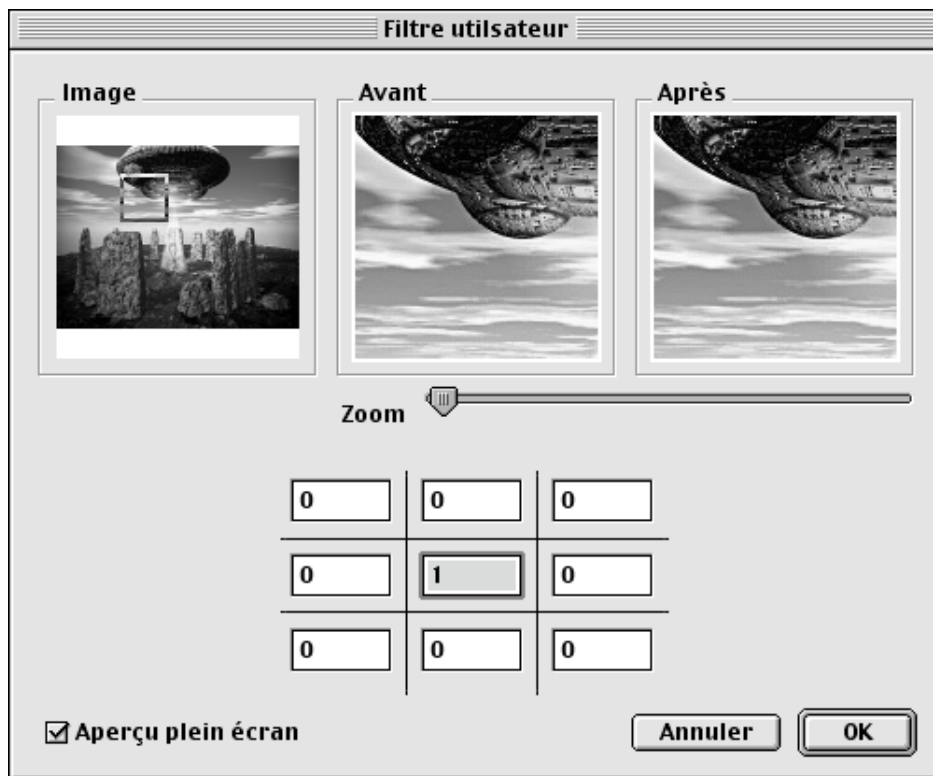 Filtre utilsateur
Image Avant Après
Zoom
0 0 0
0 1 0
0 0 0
Aperçu plein écran Annuler OK